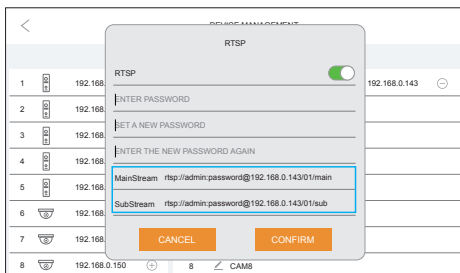 DEVICE MANAGEMENT
RTSP
RTSP
1 192.168. 192.168.0.143
ENTER PASSWORD
2 192.168.
SET A NEW PASSWORD
3 192.168.
ENTER THE NEW PASSWORD AGAIN
4 192.168.
MainStream rtsp://admin:password@192.168.0.143/01/main
5 192.168.
SubStream rtsp://admin:password@192.168.0.143/01/sub
6 192.168.
7 192.168.
CANCEL CONFIRM
8 192.168.0.150 8 CAM8